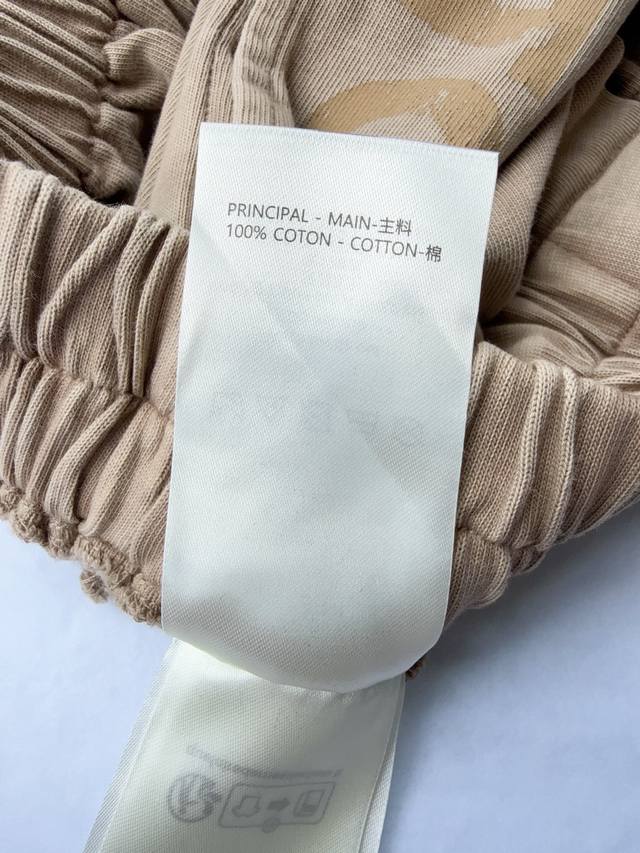 PRINCIPAL - MAIN-主料
100% COTON - COTTON-棉